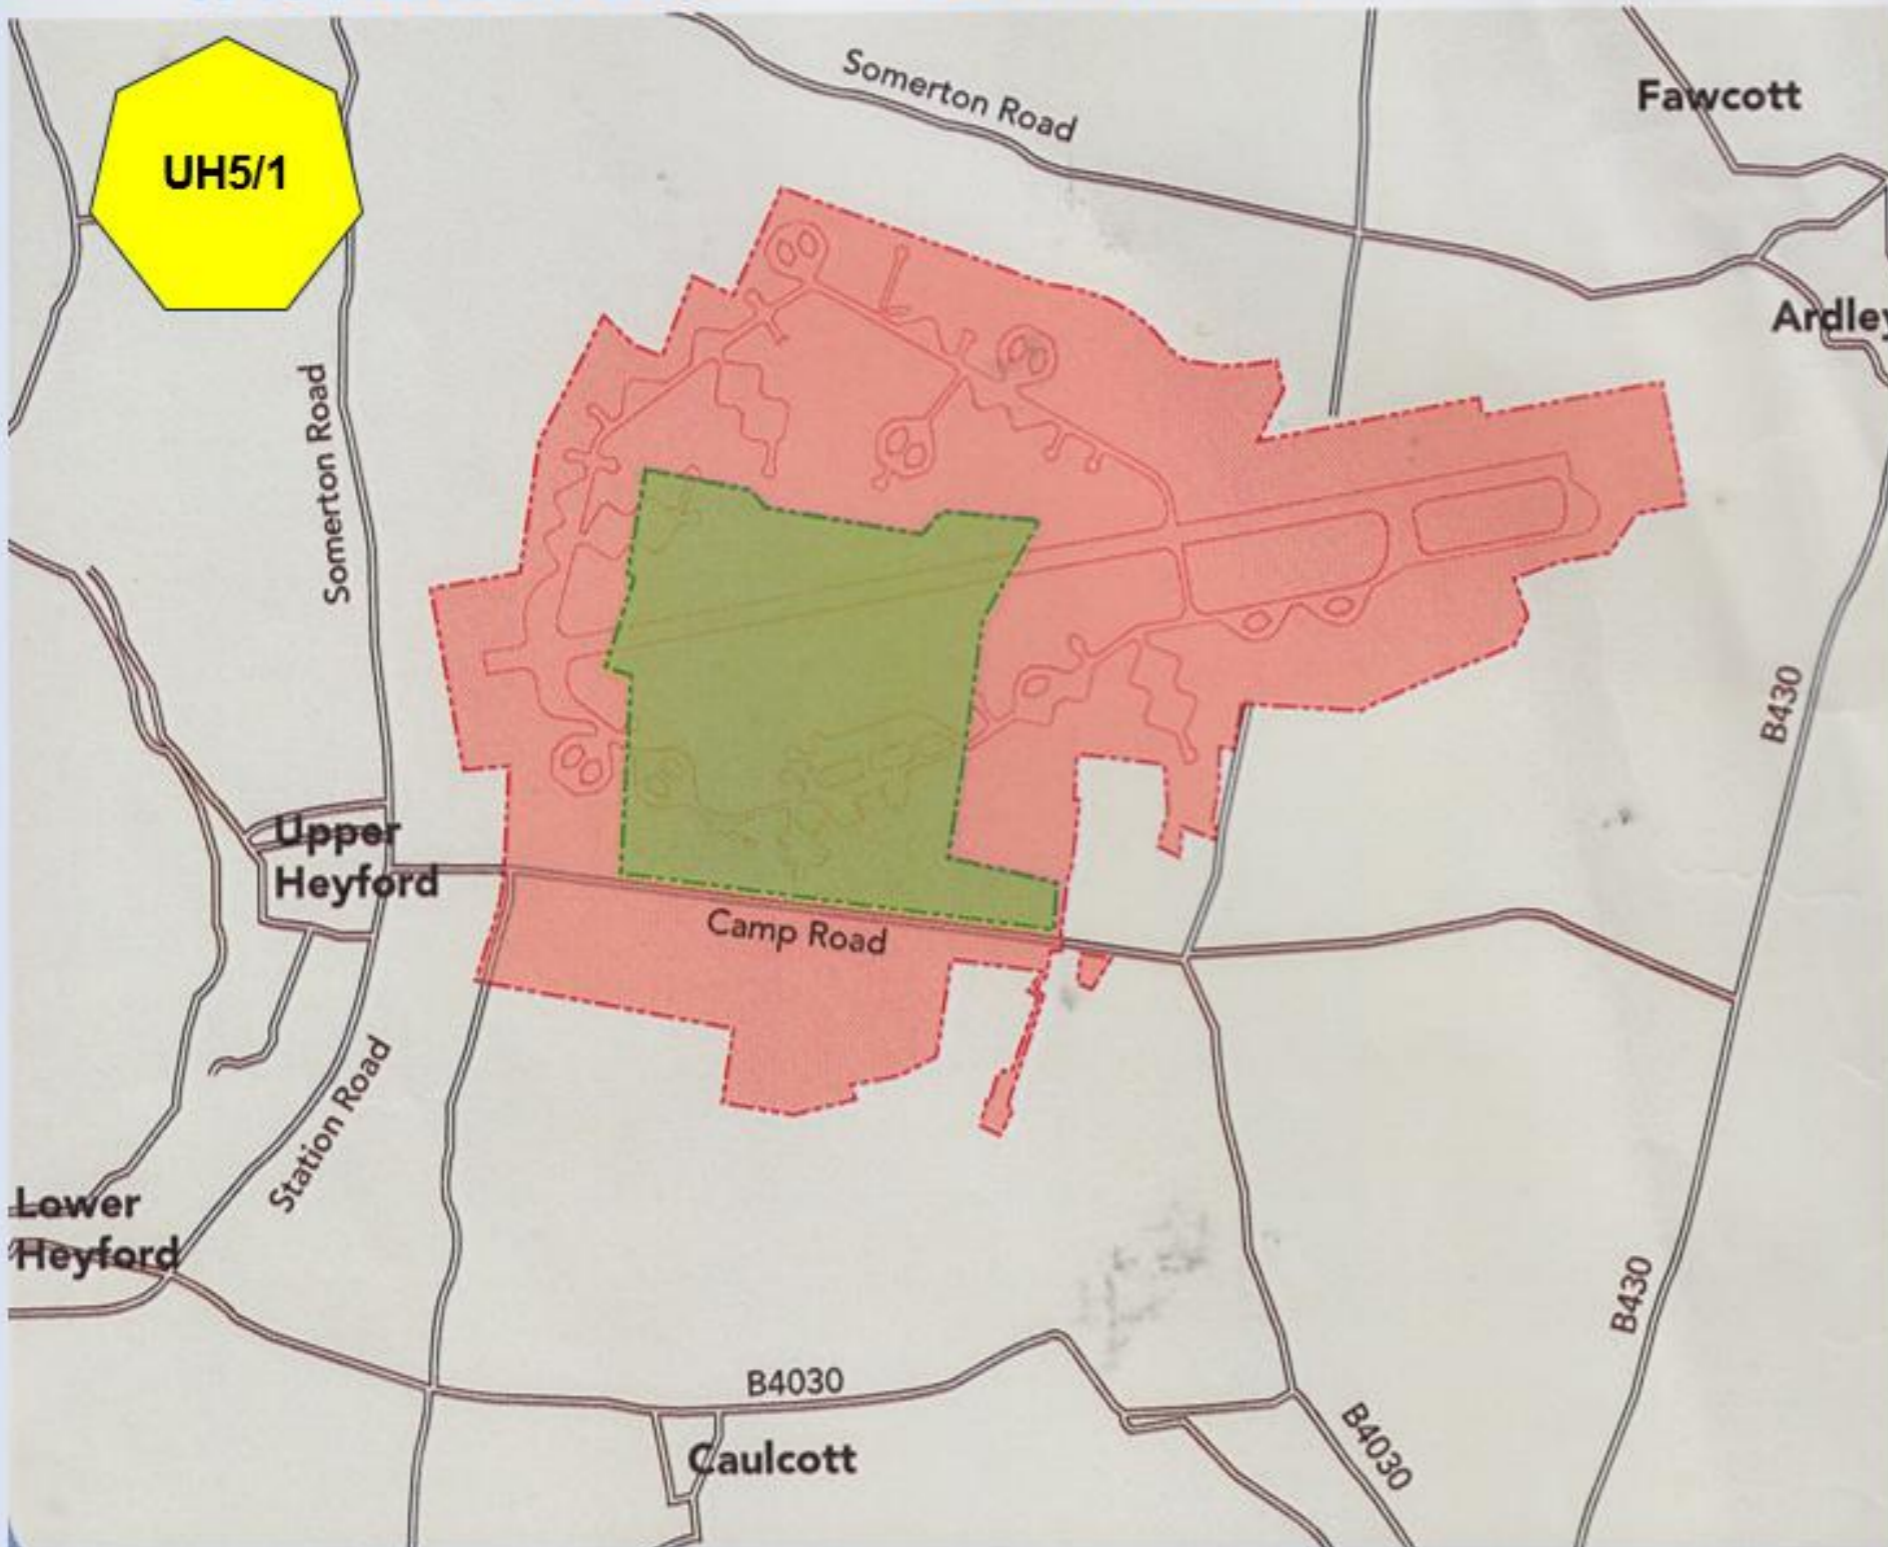 UH5/1
Somerton Road
Fawcott
Ardley
Somerton Road
B430
Upper
Heyford
Camp Road
Station Road
Lower
Heyford
B430
B4030
B4030
Caulcott